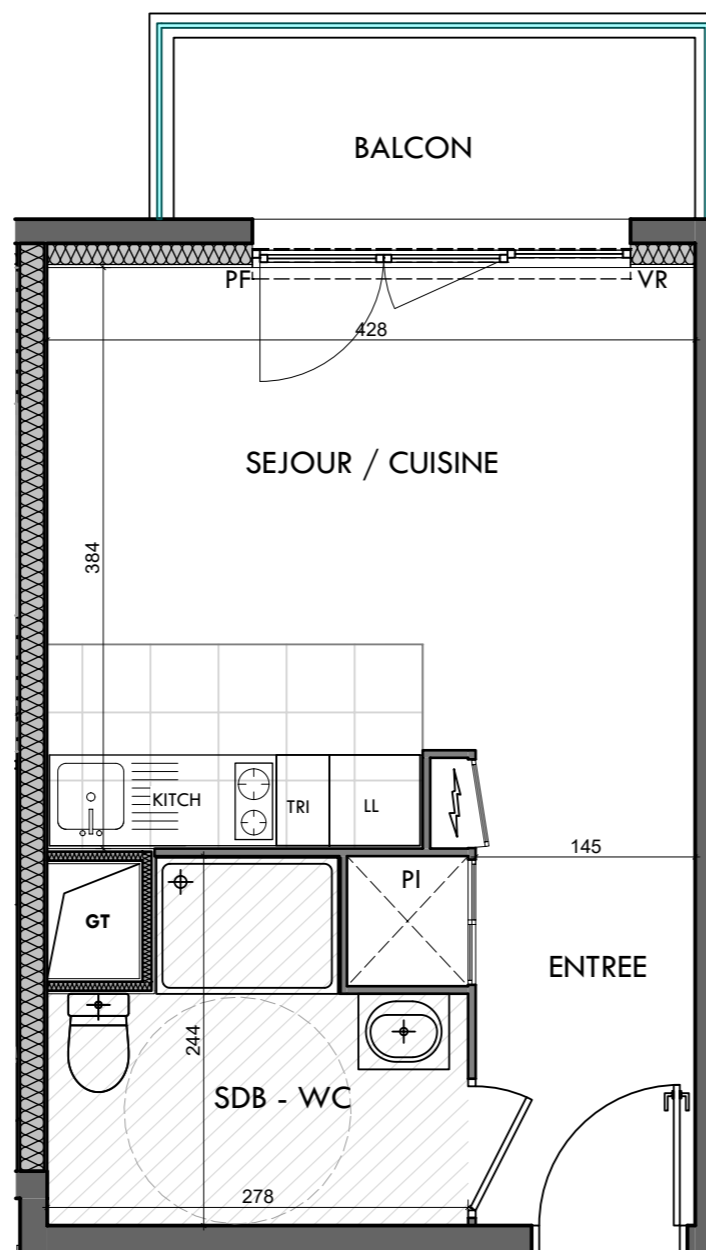 BALCON
PF
VR
428
SEJOUR / CUISINE
384
KITCH
TRI
LL
145
PI
GT
ENTREE
244
SDB - WC
278